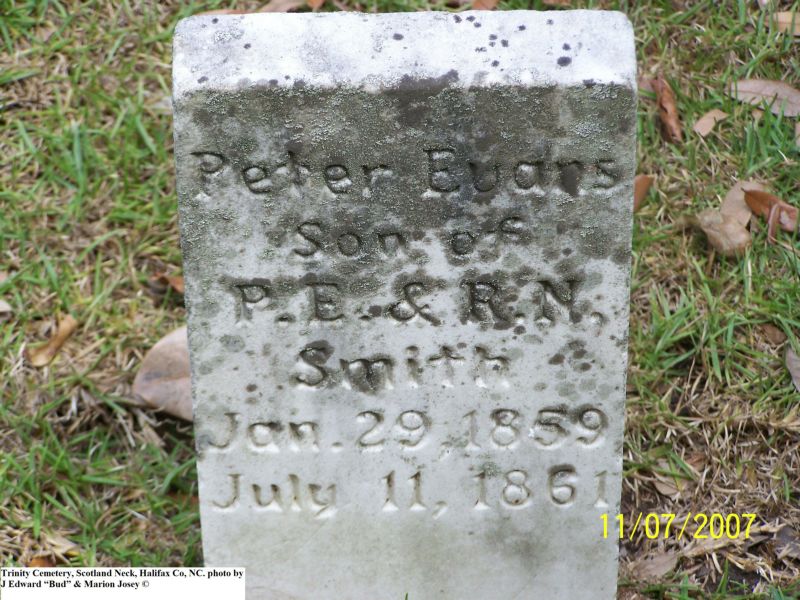 Peter Evans
Son of
P.E. & R.N.
Smith
Jan. 29, 1859
July 11, 1861
11/07/2007
Trinity Cemetery, Scotland Neck, Halifax Co, NC. photo by
J Edward “Bud” & Marion Josey ©